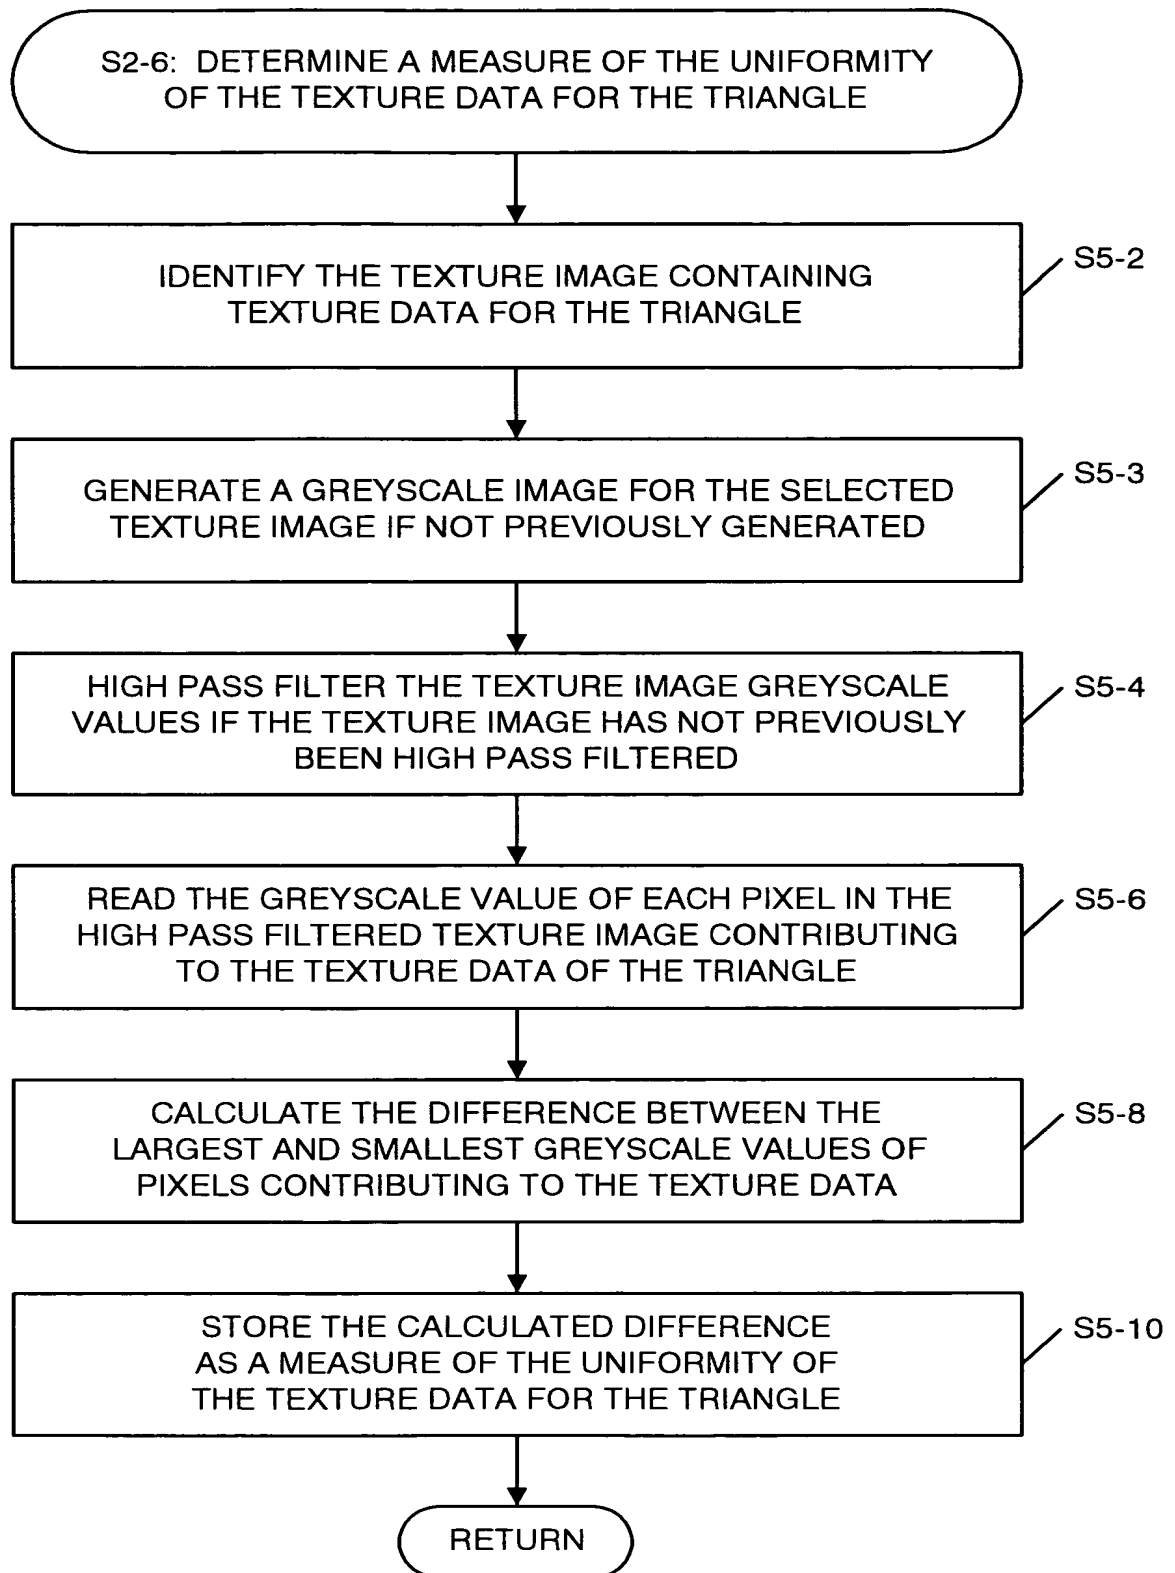 S2-6: DETERMINE A MEASURE OF THE UNIFORMITY
OF THE TEXTURE DATA FOR THE TRIANGLE
IDENTIFY THE TEXTURE IMAGE CONTAINING
TEXTURE DATA FOR THE TRIANGLE
S5-2
GENERATE A GREYSCALE IMAGE FOR THE SELECTED
TEXTURE IMAGE IF NOT PREVIOUSLY GENERATED
S5-3
HIGH PASS FILTER THE TEXTURE IMAGE GREYSCALE
VALUES IF THE TEXTURE IMAGE HAS NOT PREVIOUSLY
BEEN HIGH PASS FILTERED
S5-4
READ THE GREYSCALE VALUE OF EACH PIXEL IN THE
HIGH PASS FILTERED TEXTURE IMAGE CONTRIBUTING
TO THE TEXTURE DATA OF THE TRIANGLE
S5-6
CALCULATE THE DIFFERENCE BETWEEN THE
LARGEST AND SMALLEST GREYSCALE VALUES OF
PIXELS CONTRIBUTING TO THE TEXTURE DATA
S5-8
STORE THE CALCULATED DIFFERENCE
AS A MEASURE OF THE UNIFORMITY OF
THE TEXTURE DATA FOR THE TRIANGLE
S5-10
RETURN